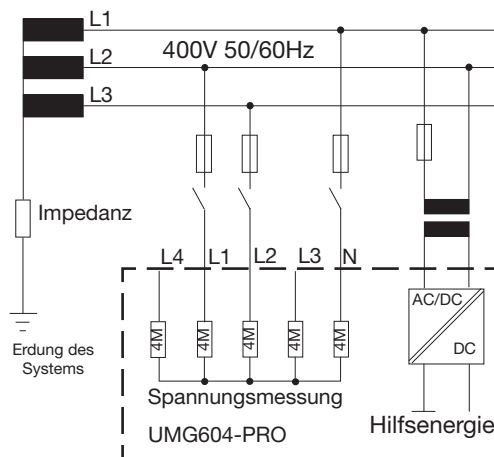 L1
400V 50/60Hz
L2
L3
Impedanz
Erdung des
Systems
L4 L1 L2 L3 N
4M 4M 4M 4M 4M
AC/DC
DC
Spannungsmessung
Hilfsenergie
UMG604-PRO